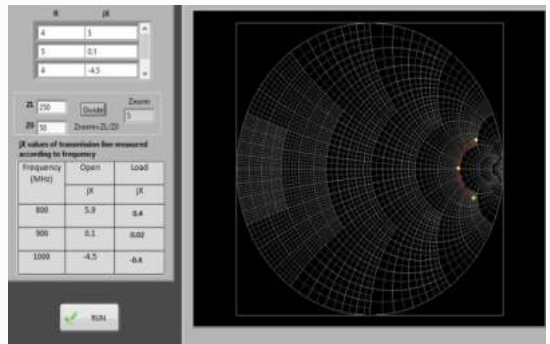 R jX
4 5
5 0.1
4 -4.5
ZL 250 Divide Znorm
5
Z0 50 Znorm=ZL/Z0
jX values of transmission line measured
according to frequency
Frequency Open Load
(MHz)
jX jX
800 5.0 0.4
900 0.1 0.02
1000 -4.5 -0.4
RUN